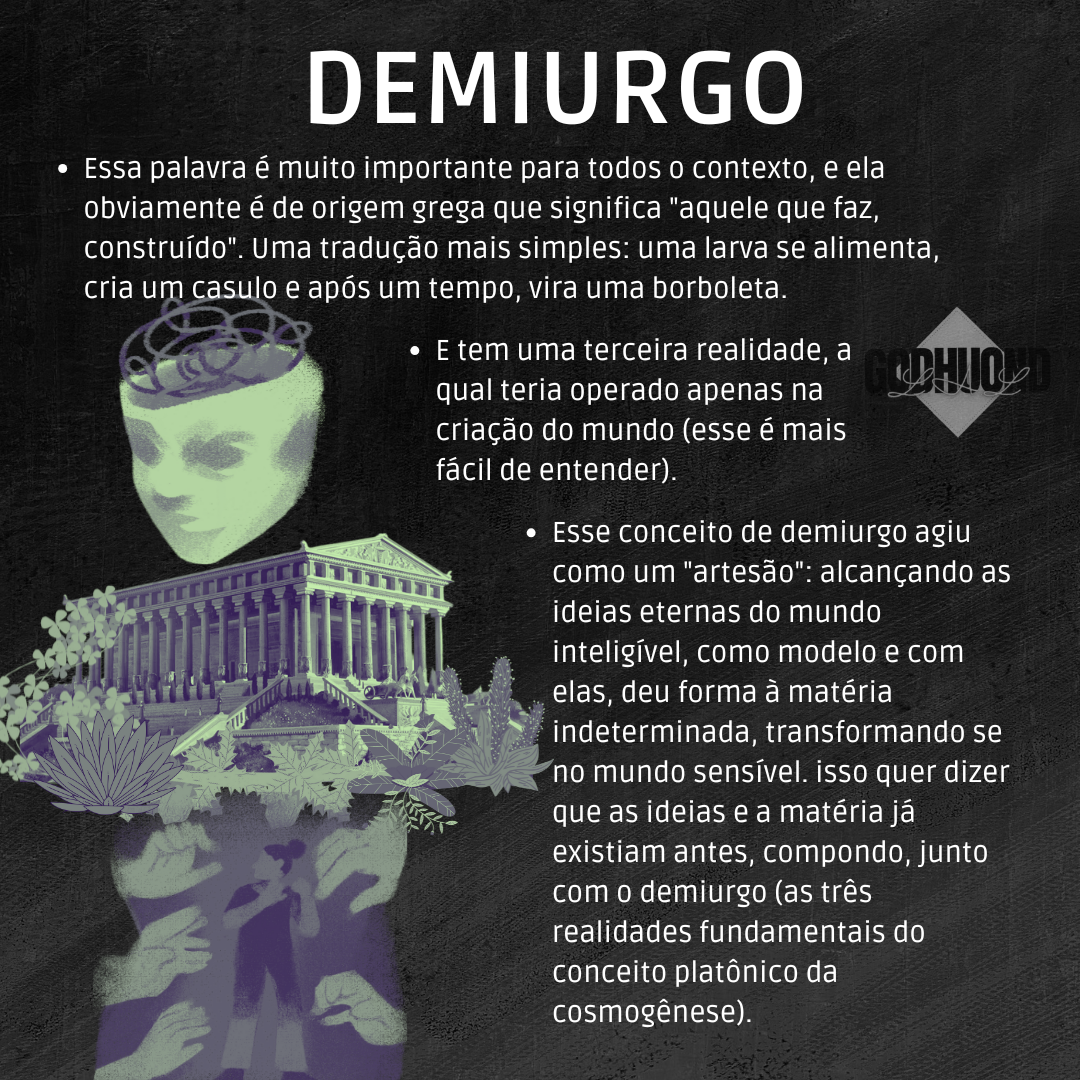 DEMIURGO
• Essa palavra é muito importante para todos o contexto, e ela
obviamente é de origem grega que significa "aquele que faz,
construído". Uma tradução mais simples: uma larva se alimenta,
cria um casulo e após um tempo, vira uma borboleta.
• E tem uma terceira realidade, a
qual teria operado apenas na
criação do mundo (esse é mais
fácil de entender).
• Esse conceito de demiurgo agiu
como um "artesão": alcançando as
ideias eternas do mundo
inteligível, como modelo e com
elas, deu forma à matéria
indeterminada, transformando se
no mundo sensível. isso quer dizer
que as ideias e a matéria já
existiam antes, compondo, junto
com o demiurgo (as três
realidades fundamentais do
conceito platônico da
cosmogênese).